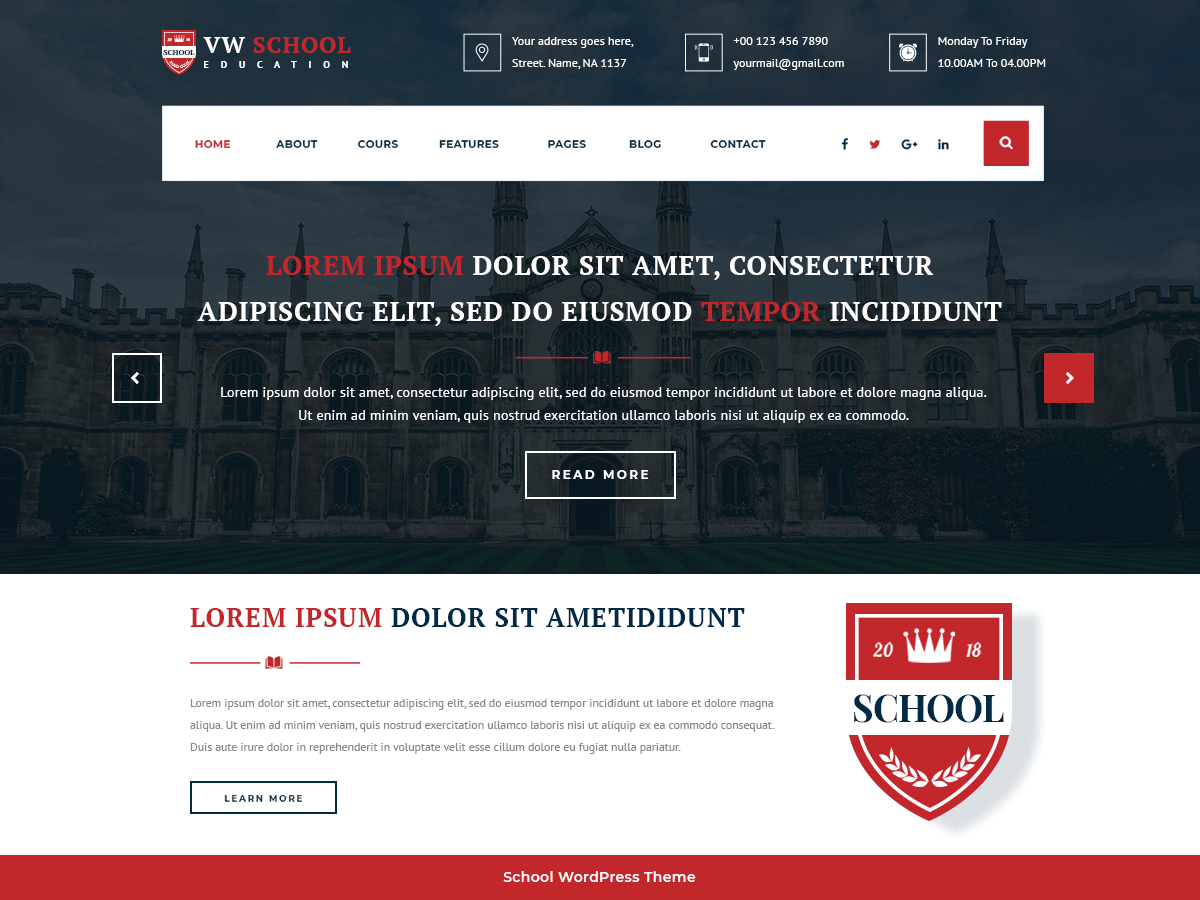 20 18
SCHOOL
VW SCHOOL
EDUCATION
Your address goes here,
Street. Name, NA 1137
+00 123 456 7890
yourmail@gmail.com
Monday To Friday
10.00AM To 04.00PM
HOME ABOUT COURS FEATURES PAGES BLOG CONTACT
LOREM IPSUM DOLOR SIT AMET, CONSECTETUR
ADIPISCING ELIT, SED DO EIUSMOD TEMPOR INCIDIDUNT
Lorem ipsum dolor sit amet, consectetur adipiscing elit, sed do eiusmod tempor incididunt ut labore et dolore magna aliqua.
Ut enim ad minim veniam, quis nostrud exercitation ullamco laboris nisi ut aliquip ex ea commodo.
READ MORE
LOREM IPSUM DOLOR SIT AMETIDIDUNT
Lorem ipsum dolor sit amet, consectetur adipiscing elit, sed do eiusmod tempor incididunt ut labore et dolore magna
aliqua. Ut enim ad minim veniam, quis nostrud exercitation ullamco laboris nisi ut aliquip ex ea commodo consequat.
Duis aute irure dolor in reprehenderit in voluptate velit esse cillum dolore eu fugiat nulla pariatur.
LEARN MORE
20 18
SCHOOL
School WordPress Theme